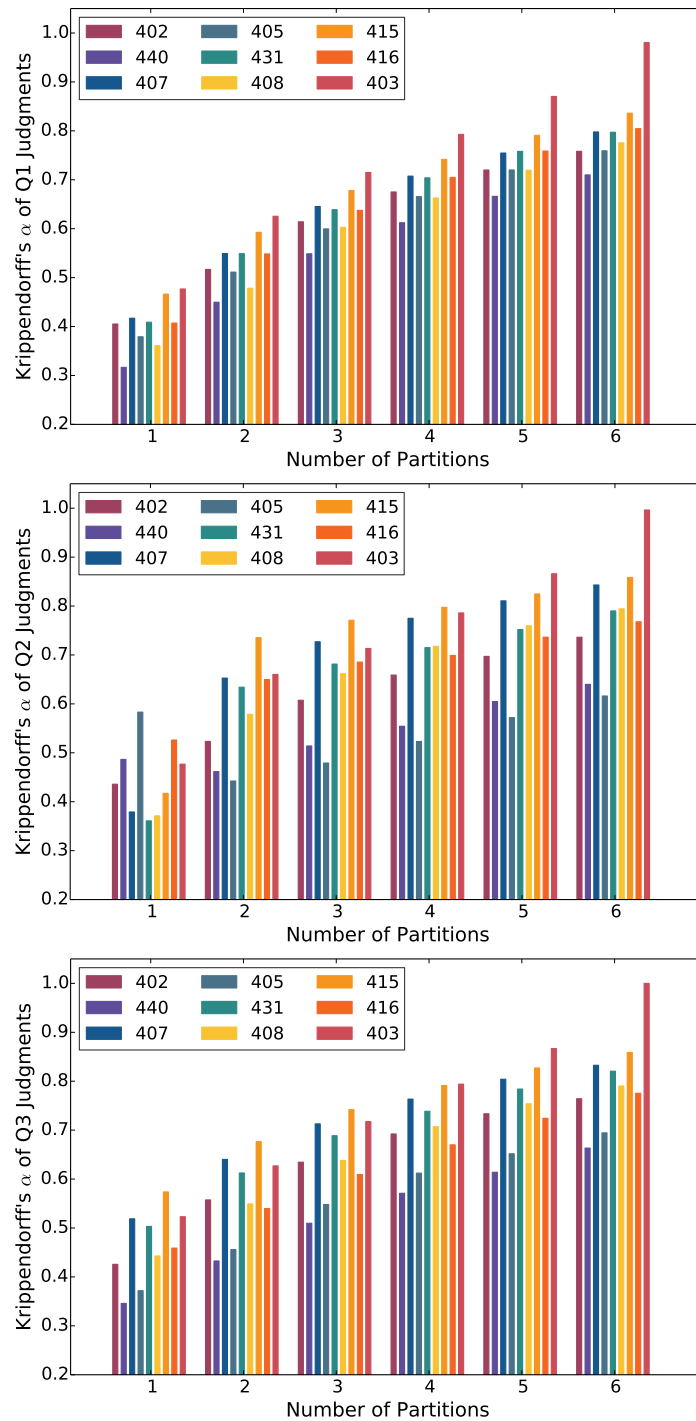 1.0
0.9
0.8
0.7
0.6
0.5
0.4
0.3
0.2
Krippendorff's α of Q1 Judgments
402 405 415
440 431 416
407 408 403
1 2 3 4 5 6
Number of Partitions
1.0
0.9
0.8
0.7
0.6
0.5
0.4
0.3
0.2
Krippendorff's α of Q2 Judgments
402 405 415
440 431 416
407 408 403
1 2 3 4 5 6
Number of Partitions
1.0
0.9
0.8
0.7
0.6
0.5
0.4
0.3
0.2
Krippendorff's α of Q3 Judgments
402 405 415
440 431 416
407 408 403
1 2 3 4 5 6
Number of Partitions